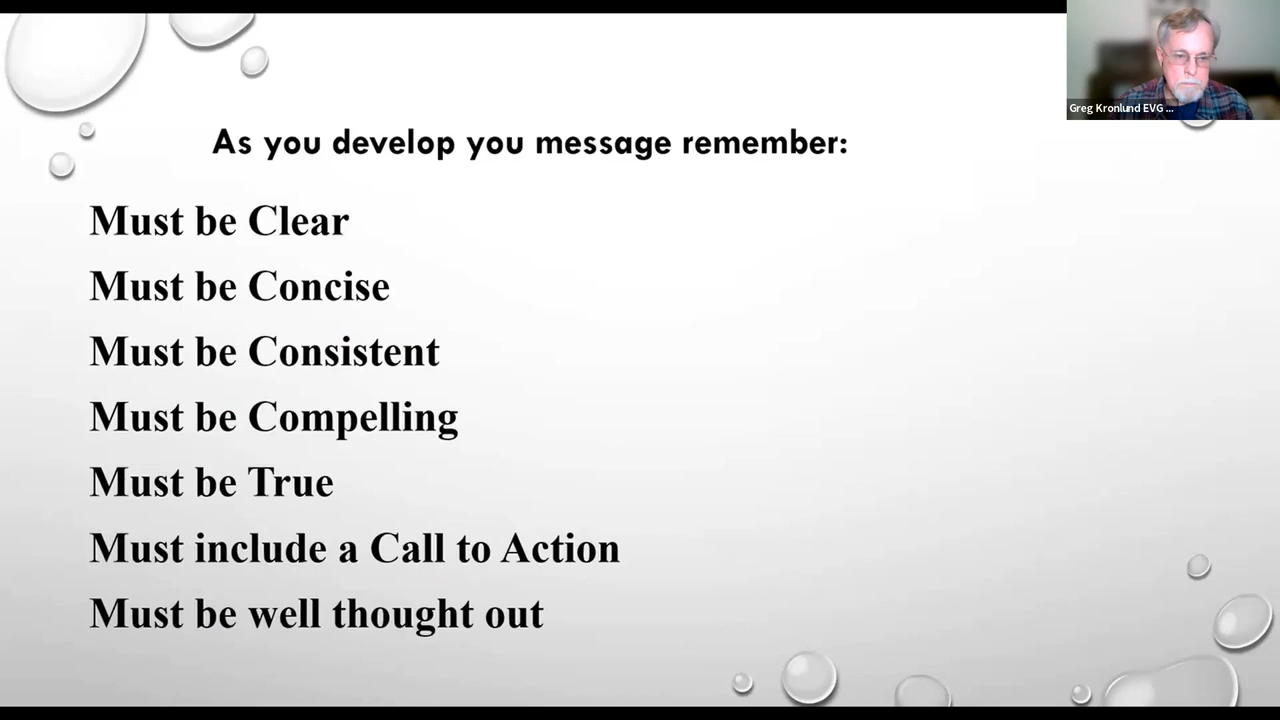 Greg Kronlund EVG ...
As you develop you message remember:
Must be Clear
Must be Concise
Must be Consistent
Must be Compelling
Must be True
Must include a Call to Action
Must be well thought out